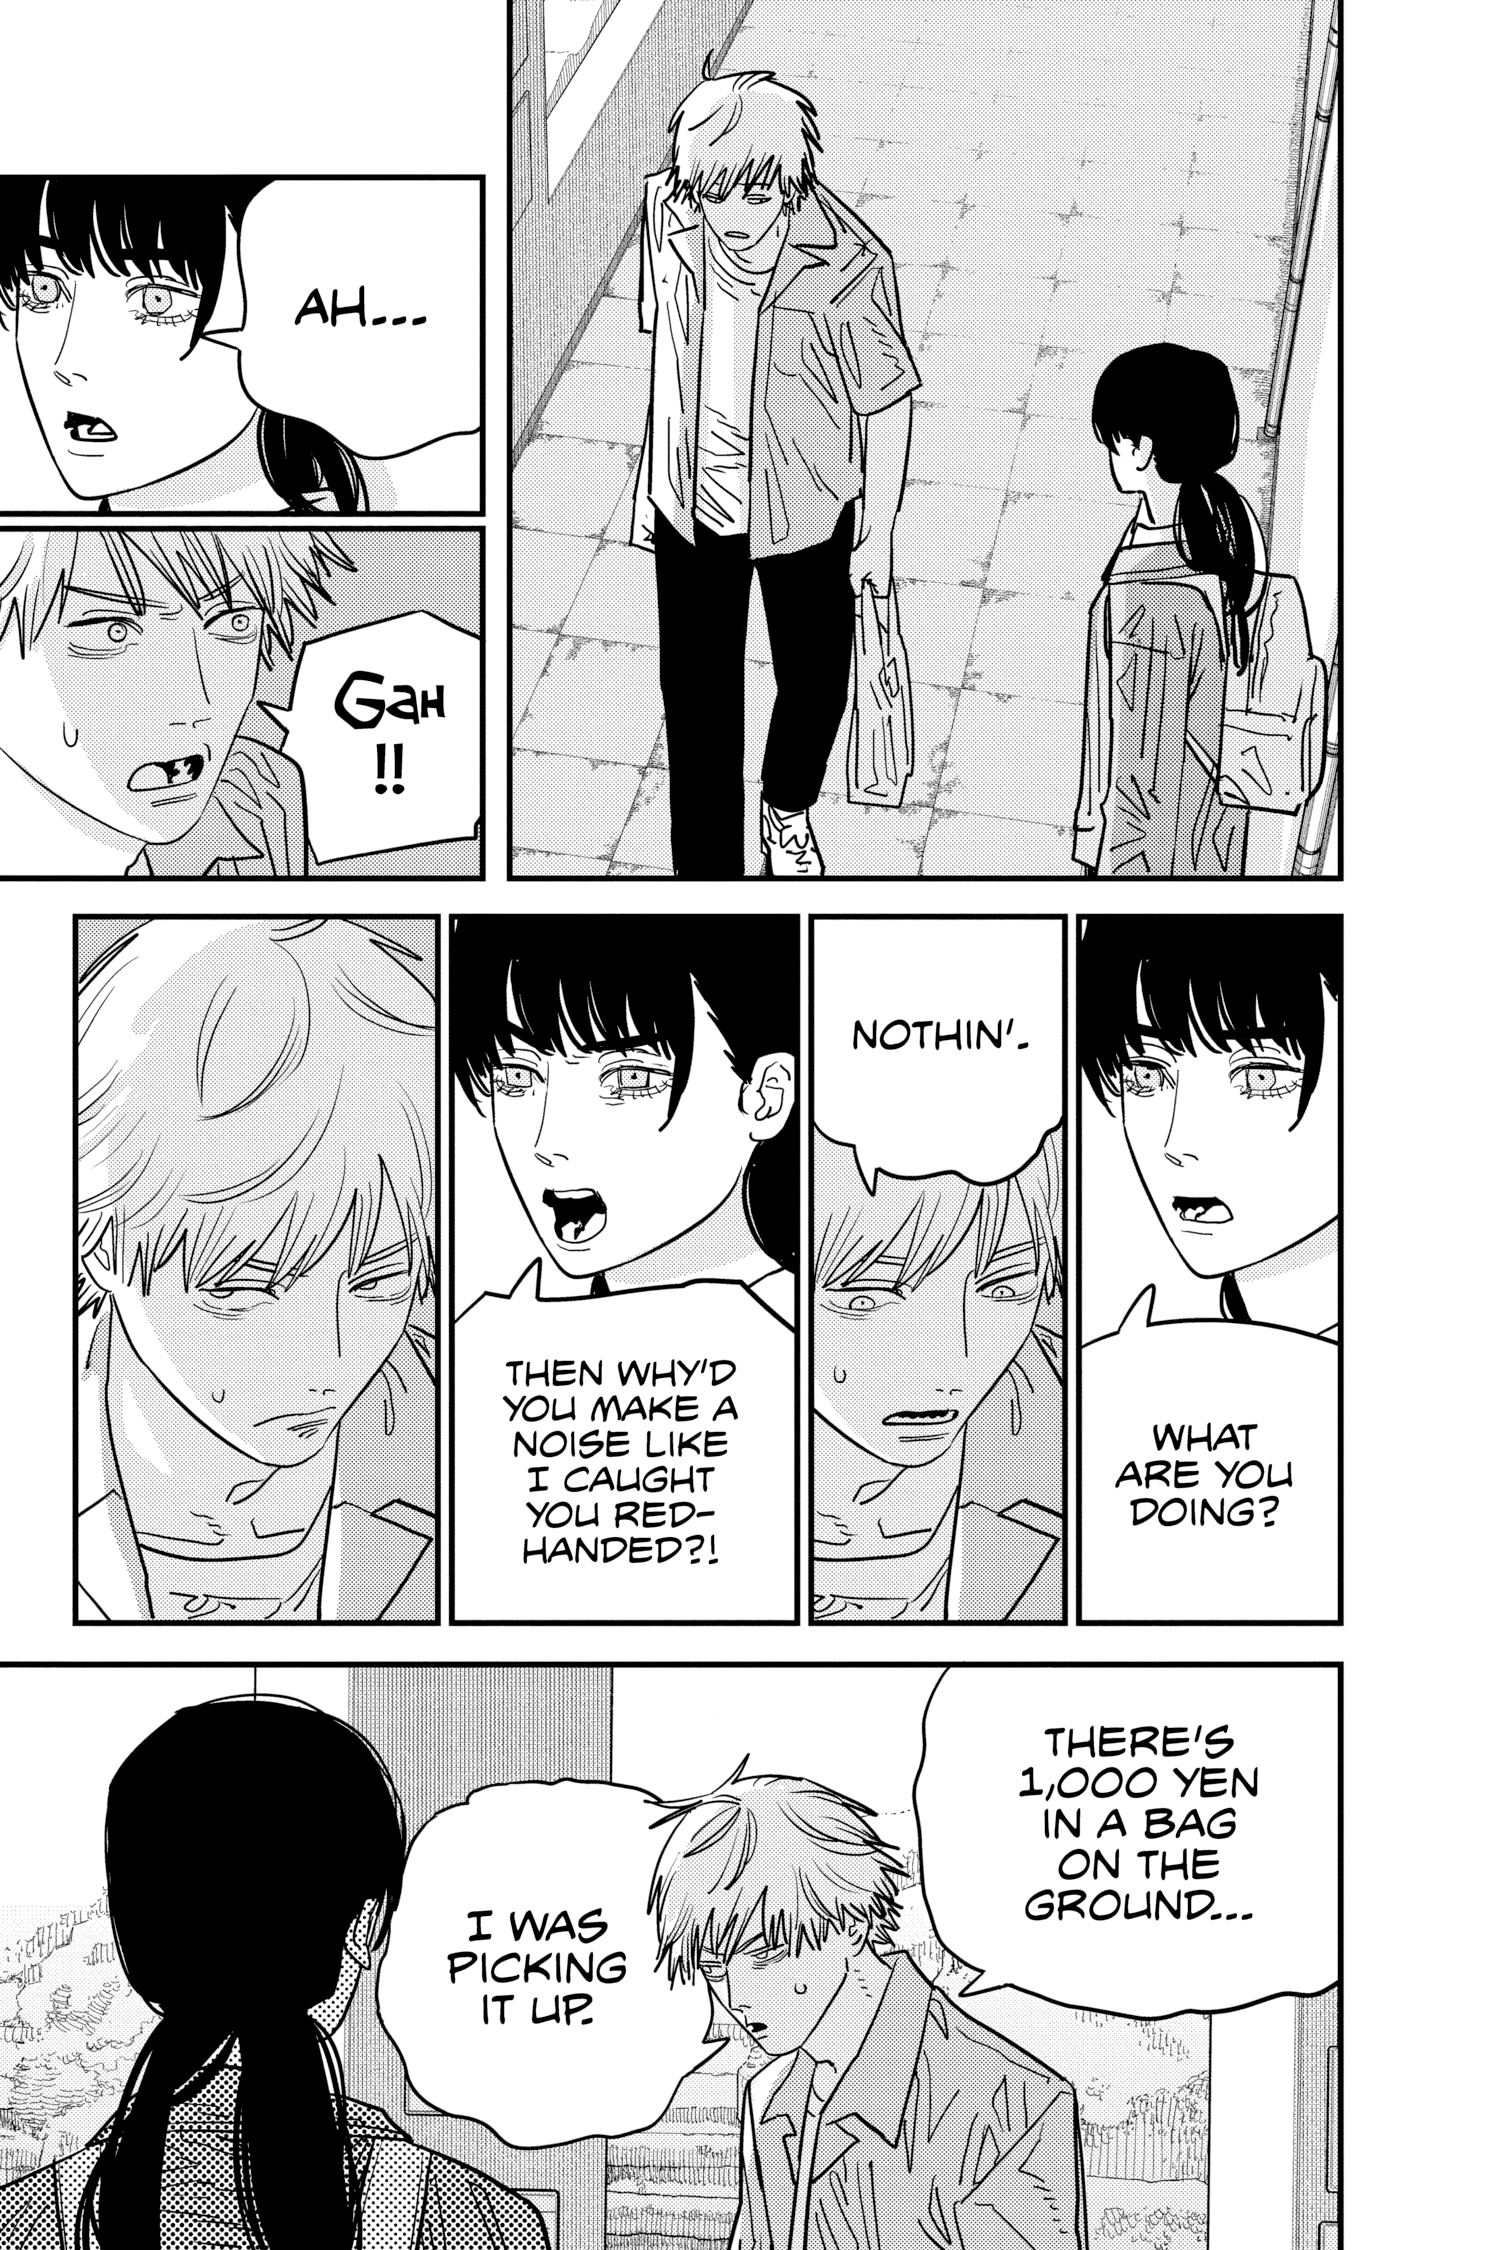 AH...
GAH
!!
WHAT
ARE YOU
DOING?
NOTHIN'.
THEN WHY'D
YOU MAKE A
NOISE LIKE
I CAUGHT
YOU RED-
HANDED?!
THERE'S
1,000 YEN
IN A BAG
ON THE
GROUND...
I WAS
PICKING
IT UP.